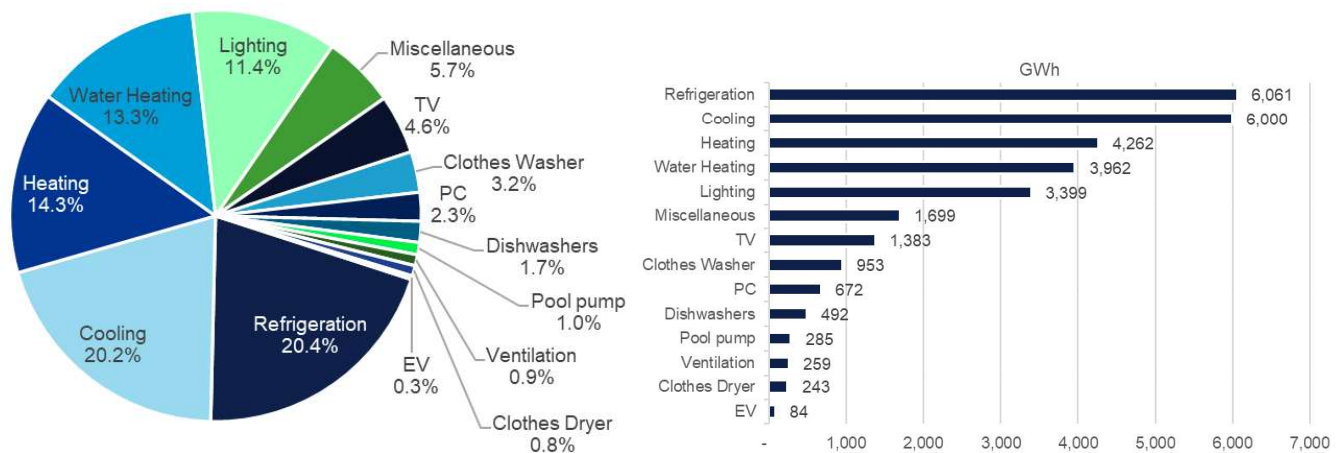 Lighting
11.4%
Miscellaneous
5.7%
TV
4.6%
Clothes Washer
3.2%
PC
2.3%
Dishwashers
1.7%
Pool pump
1.0%
Ventilation
0.9%
Clothes Dryer
0.8%
EV
0.3%
Refrigeration
20.4%
Cooling
20.2%
Heating
14.3%
Water Heating
13.3%
GWh
Refrigeration 6,061
Cooling 6,000
Heating 4,262
Water Heating 3,962
Lighting 3,399
Miscellaneous 1,699
TV 1,383
Clothes Washer 953
PC 672
Dishwashers 492
Pool pump 285
Ventilation 259
Clothes Dryer 243
EV 84
- 1,000 2,000 3,000 4,000 5,000 6,000 7,000